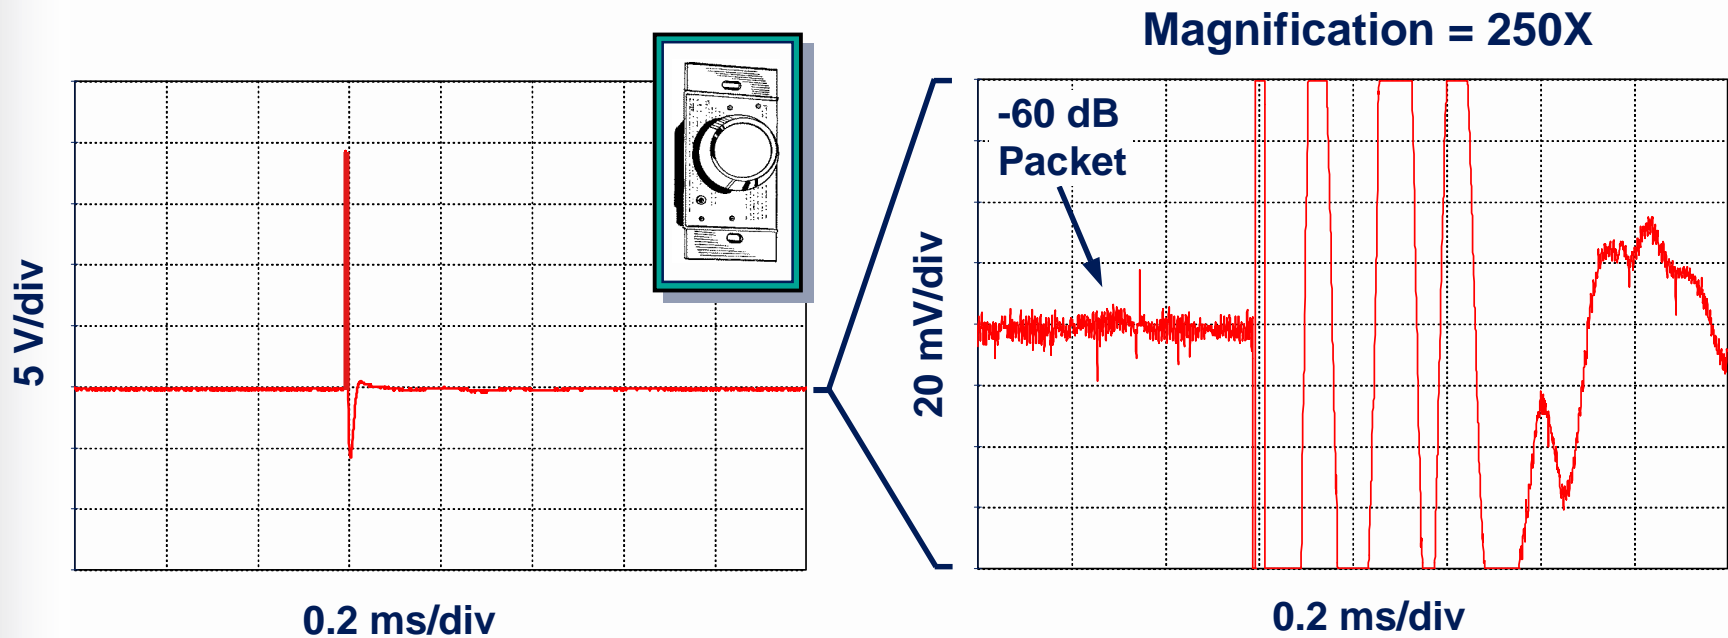 Magnification = 250X
5 V/div
0.2 ms/div
-60 dB
Packet
20 mV/div
0.2 ms/div